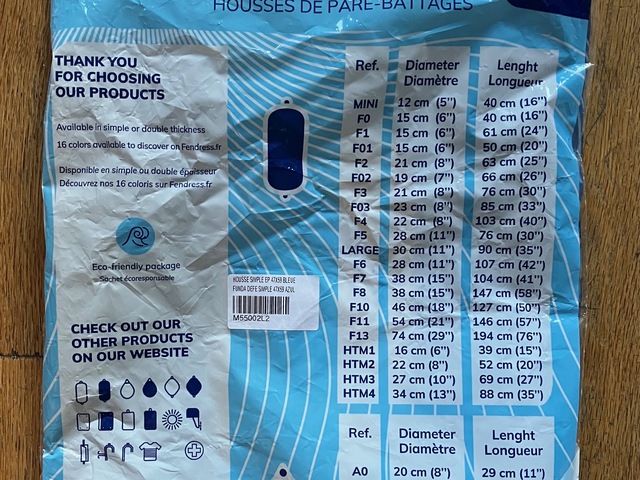 HOUSSES DE PARE-BATTAGES
THANK YOU
FOR CHOOSING
OUR PRODUCTS
Available in simple or double thickness
16 colors available to discover on Fendress.fr
Disponible en simple ou double épaisseur
Découvrez nos 16 coloris sur Fendress.fr
Eco-friendly package
Sachet écoresponsable
CHECK OUT OUR
OTHER PRODUCTS
ON OUR WEBSITE
HOUSSE SIMPLE EP 47X59 BLEUE
FUNDA DEFE SIMPLE 47X59 AZUL
M55002L2
Ref. Diameter Lenght
Diamètre Longueur
MINI 12 cm (5'') 40 cm (16'')
F0 15 cm (6'') 40 cm (16'')
F1 15 cm (6'') 61 cm (24'')
F01 15 cm (6'') 50 cm (20'')
F2 21 cm (8'') 63 cm (25'')
F02 19 cm (7'') 66 cm (26'')
F3 21 cm (8'') 76 cm (30'')
F03 23 cm (8'') 85 cm (33'')
F4 22 cm (8'') 103 cm (40'')
F5 28 cm (11'') 76 cm (30'')
LARGE 30 cm (11'') 90 cm (35'')
F6 28 cm (11'') 107 cm (42'')
F7 38 cm (15'') 104 cm (41'')
F8 38 cm (15'') 147 cm (58'')
F10 46 cm (18'') 127 cm (50'')
F11 54 cm (21'') 146 cm (57'')
F13 74 cm (29'') 194 cm (76'')
HTM1 16 cm (6'') 39 cm (15'')
HTM2 22 cm (8'') 52 cm (20'')
HTM3 27 cm (10'') 69 cm (27'')
HTM4 34 cm (13'') 88 cm (35'')
Ref. Diameter Lenght
Diamètre Longueur
A0 20 cm (8'') 29 cm (11'')